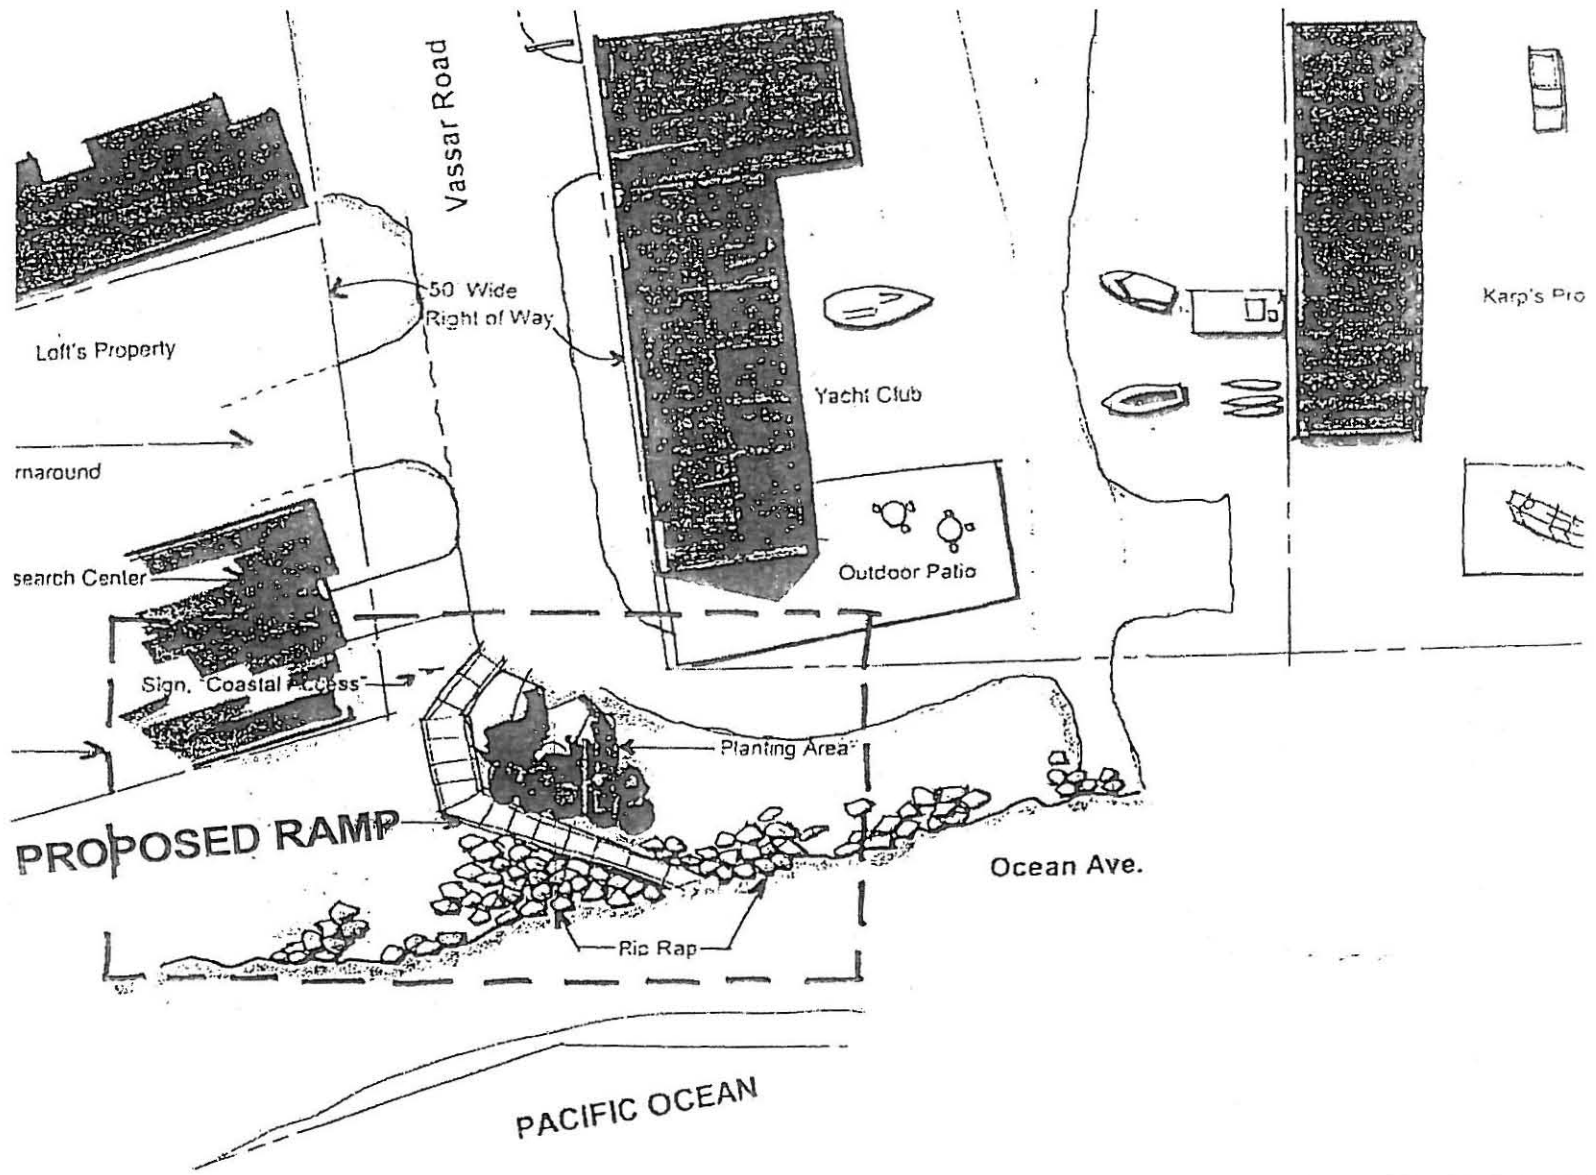 Vassar Road
50 Wide
Right of Way
Karp's Pro
Loft's Property
Yacht Club
rnaround
search Center
Outdoor Patio
Sign, "Coastal Access"
Planting Area
PROPOSED RAMP
Ocean Ave.
Rip Rap
PACIFIC OCEAN